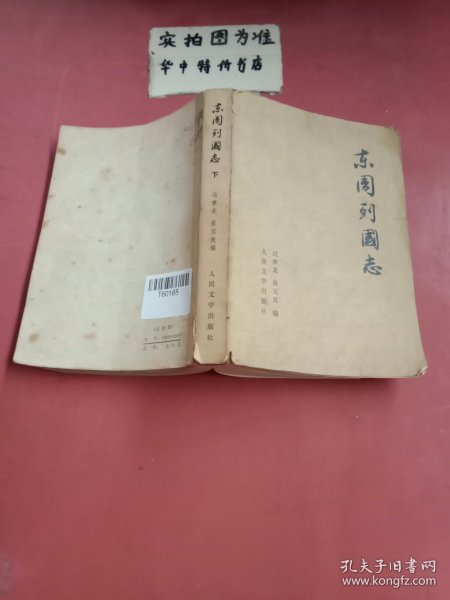 实拍图为准
华中特价书店
东周列國志
下
冯梦龙 蔡元放编
人民文学出版社
东周列國志
冯梦龙 蔡元放 编
人民文学出版社
T60165
孔夫子旧书网
www.kongfz.com